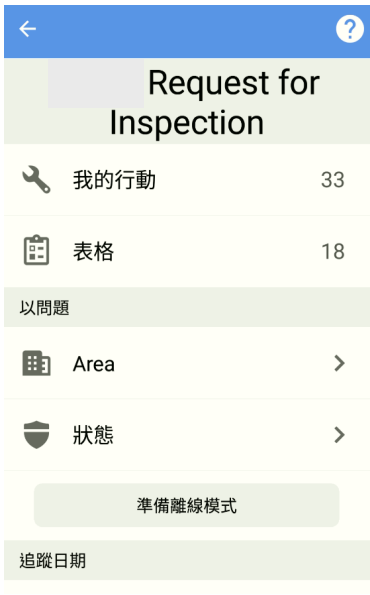 ?
Request for
Inspection
我的行動 33
表格 18
以問題
Area
狀態
準備離線模式
追蹤日期